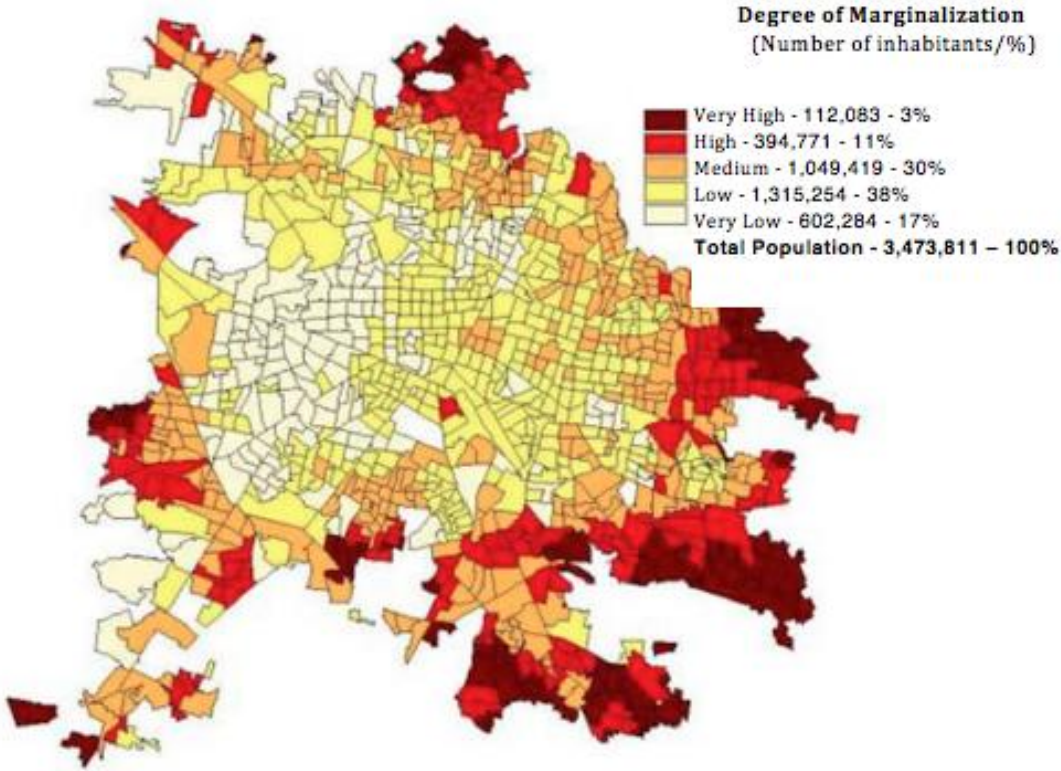 Degree of Marginalization
(Number of inhabitants/%)
Very High - 112,083 - 3%
High - 394,771 - 11%
Medium - 1,049,419 - 30%
Low - 1,315,254 - 38%
Very Low - 602,284 - 17%
Total Population - 3,473,811 – 100%